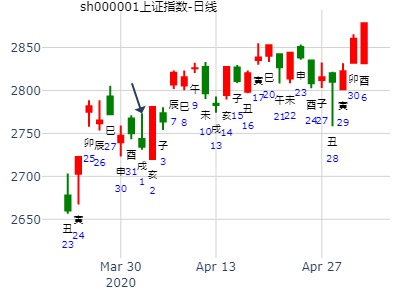 sh000001上证指数-日线
2850
2800
2750
2700
2650
丑
23
寅
24
卯
25
辰
26
巳
27
申
30
酉
31
戌
1
亥
2
子
3
辰
7
巳
8
午
9
未
10
戌
13
亥
14
子
15
丑
16
寅
17
巳
20
午
21
未
22
申
23
酉
24
子
27
丑
28
寅
29
卯
30
酉
6
Mar 30
2020
Apr 13
Apr 27